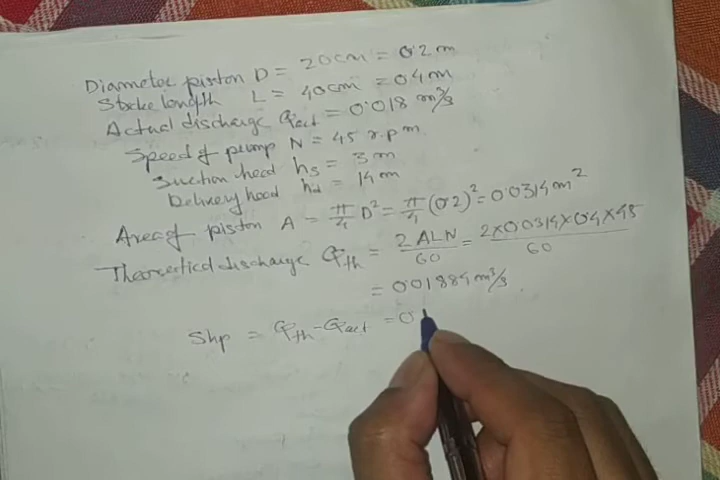 Diameter piston D = 20cm = 0.2 m
Stroke length L = 40cm = 0.4m
Actual discharge Qact = 0.018 m³/s
Speed of pump N = 45 r.p.m
Suction head hs = 3 m
Delivery head hd = 14 m
Area of piston A = π/4 D² = π/4 (0.2)² = 0.0314 m²
Theoretical discharge Qth = 2ALN/60 = 2×0.0314×0.4×45/60
= 0.01884 m³/s
Slip = Qth - Qact = 0.